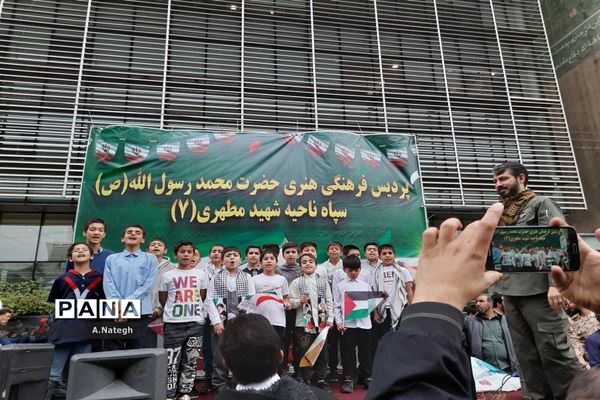 پردیس فرهنگی هنری حضرت محمد رسول الله(ص)
سپاه ناحیه شهید مطهری(۷)
WE ARE
ONE
PANA
A.Nategh